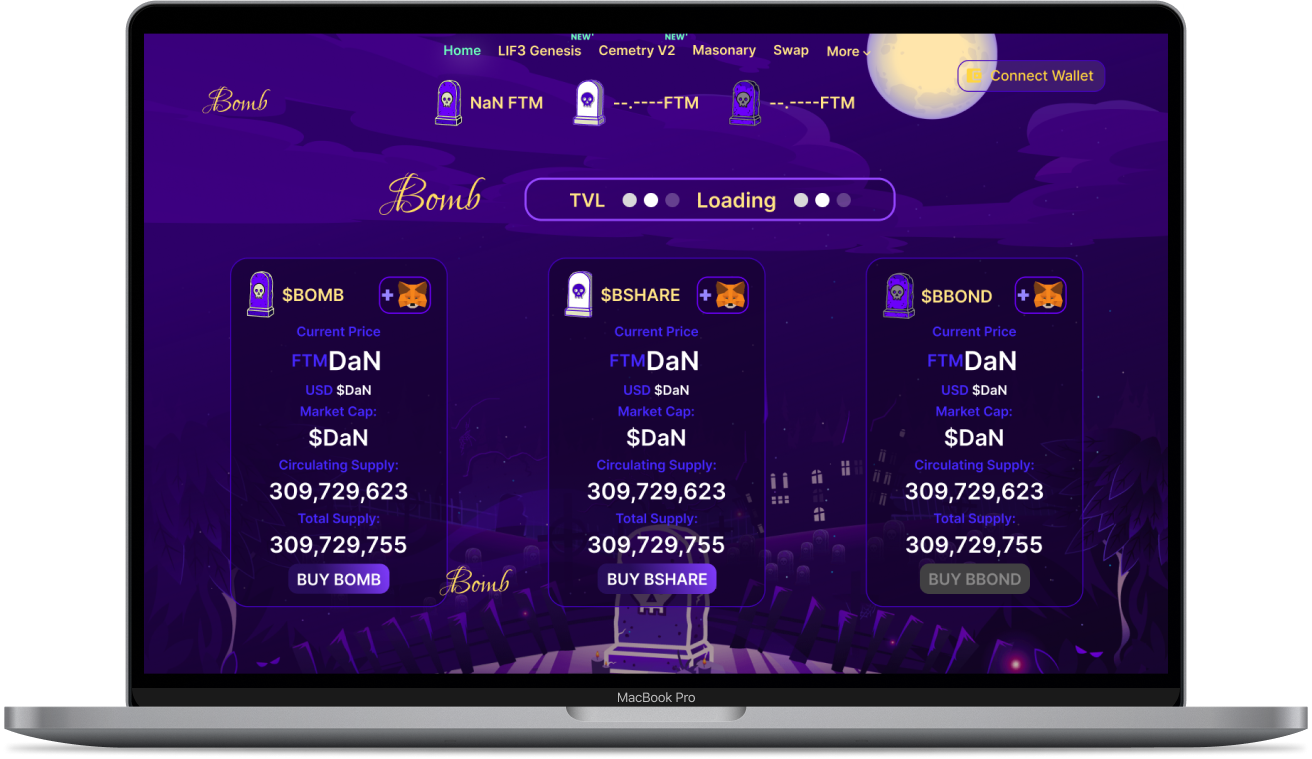 NEW'
NEW'
Home LIF3 Genesis Cemetry V2 Masonary Swap More
Connect Wallet
Bomb
NaN FTM --.----FTM --.----FTM
Bomb
TVL Loading
$BOMB
+
Current Price
FTMDaN
USD $DaN
Market Cap:
$DaN
Circulating Supply:
309,729,623
Total Supply:
309,729,755
BUY BOMB
$BSHARE
+
Current Price
FTMDaN
USD $DaN
Market Cap:
$DaN
Circulating Supply:
309,729,623
Total Supply:
309,729,755
BUY BSHARE
$BBOND
+
Current Price
FTMDaN
USD $DaN
Market Cap:
$DaN
Circulating Supply:
309,729,623
Total Supply:
309,729,755
BUY BBOND
Bomb
MacBook Pro